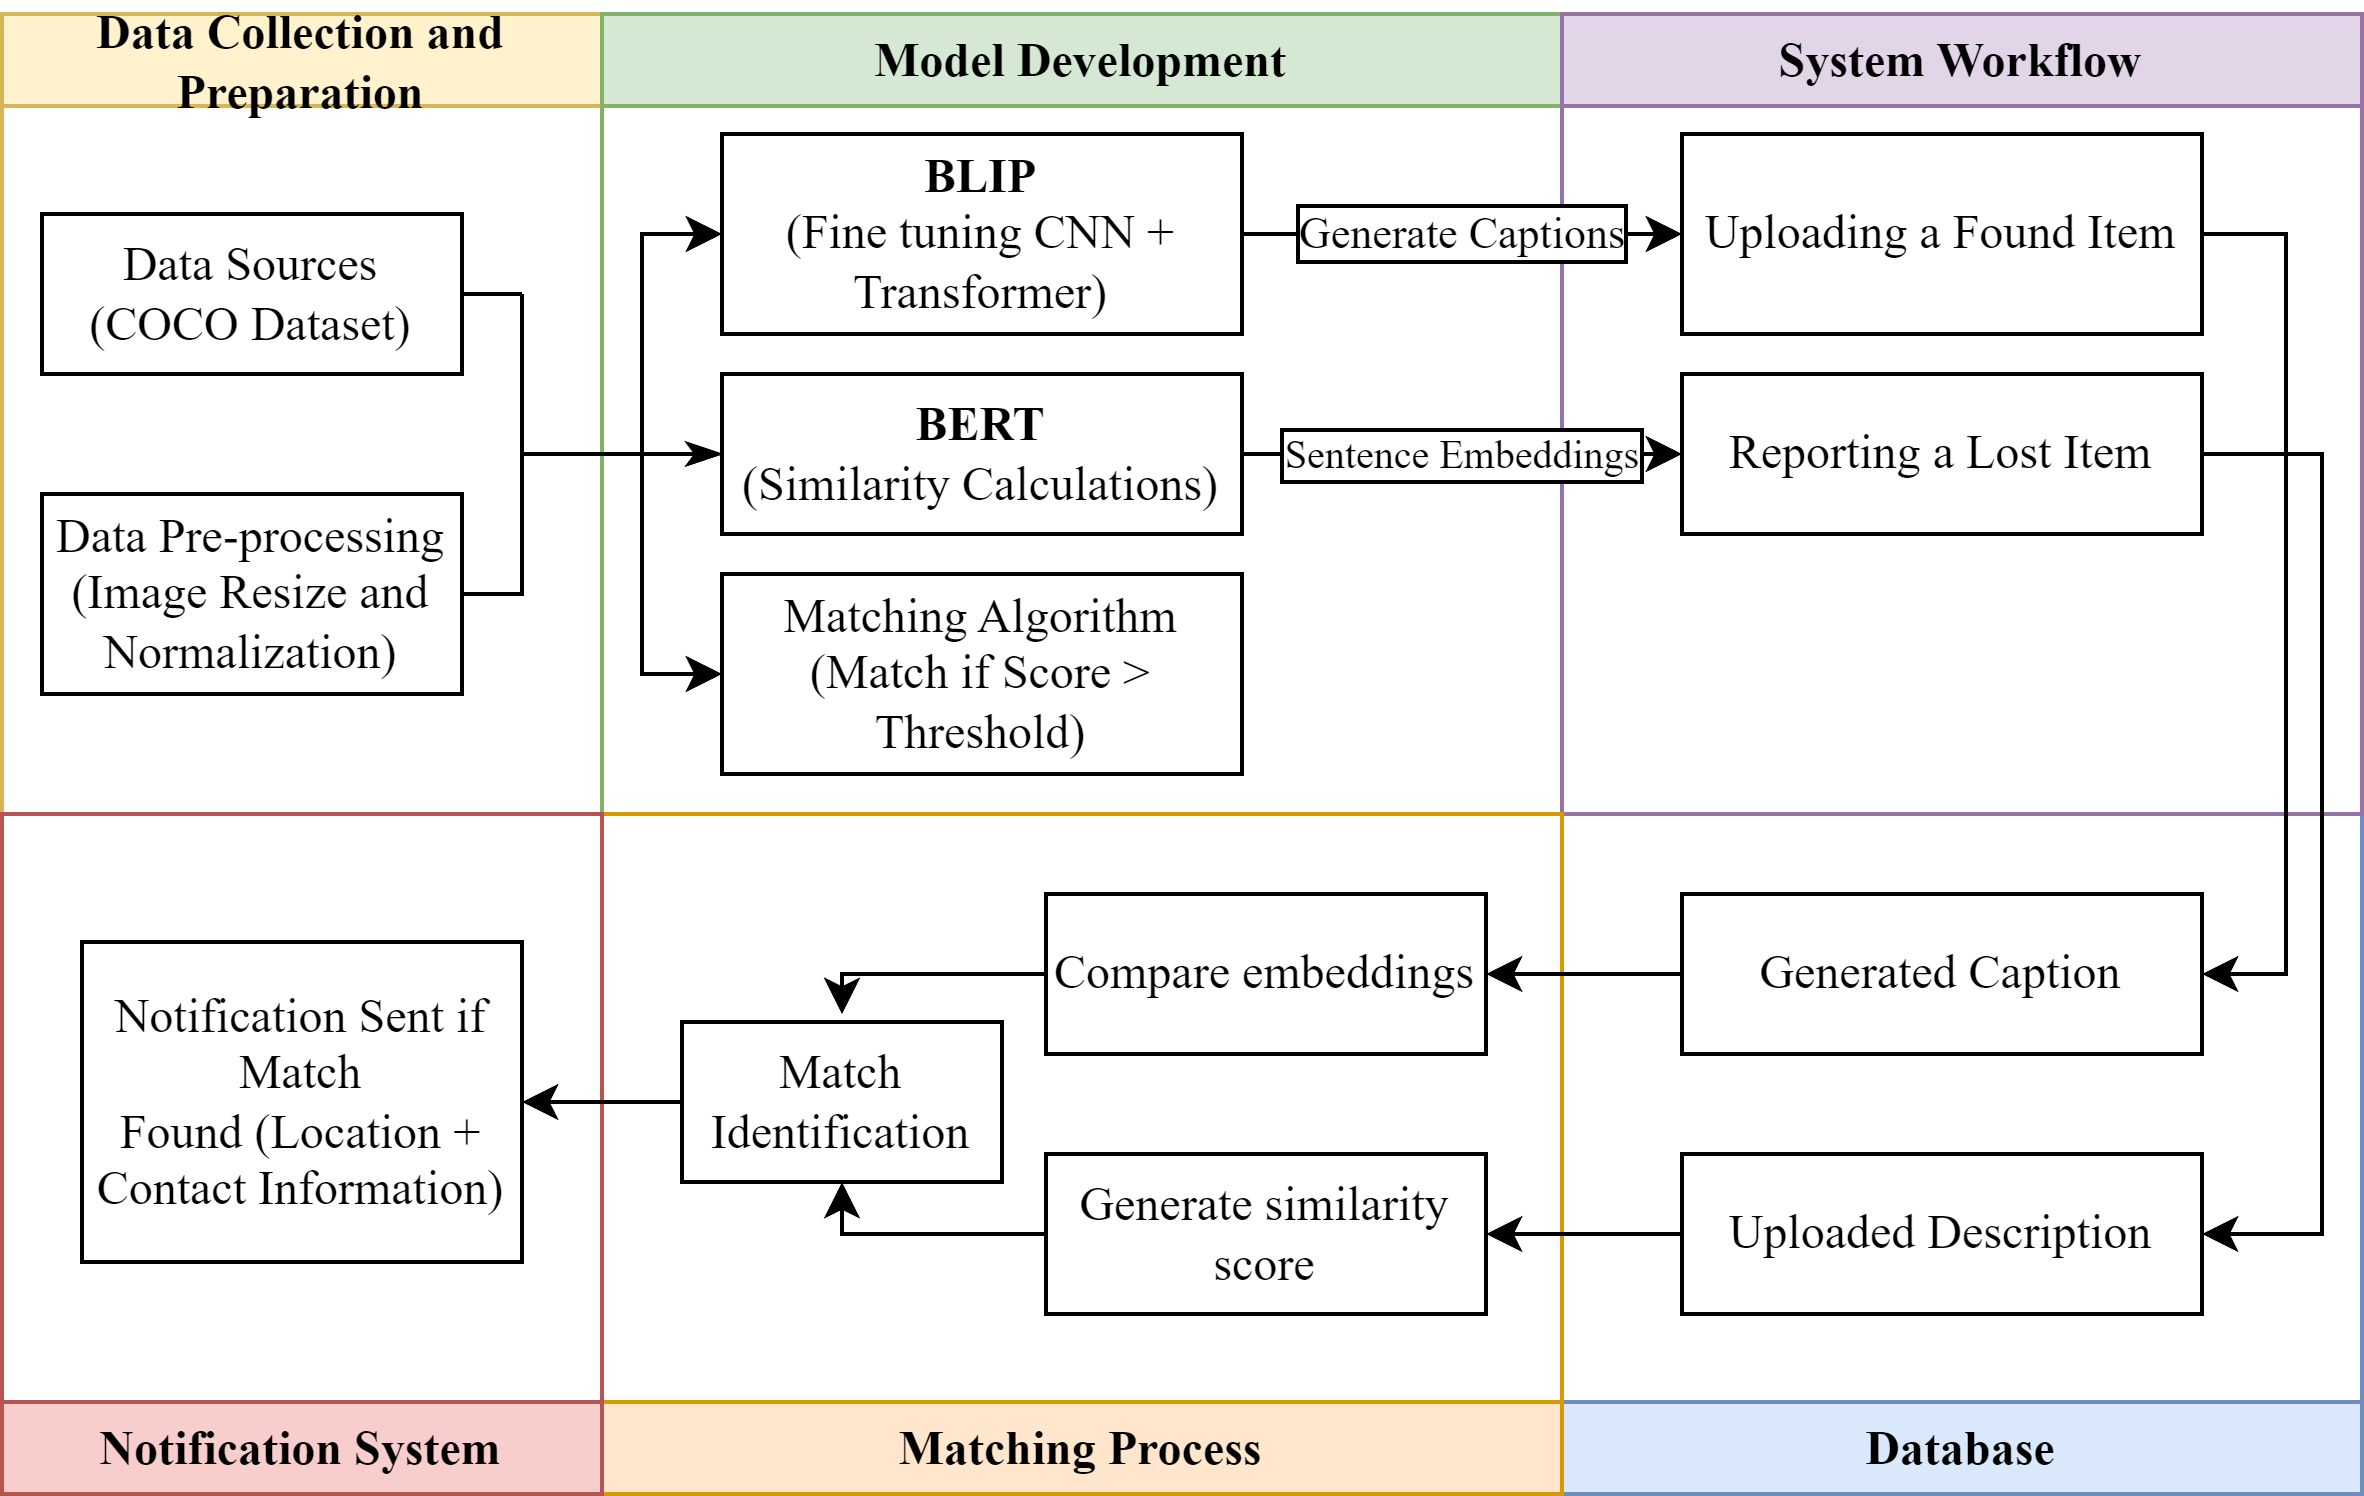 Data Collection and
Preparation
Model Development
System Workflow
Data Sources
(COCO Dataset)
Data Pre-processing
(Image Resize and
Normalization)
BLIP
(Fine tuning CNN +
Transformer)
Generate Captions
Uploading a Found Item
BERT
(Similarity Calculations)
Sentence Embeddings
Reporting a Lost Item
Matching Algorithm
(Match if Score >
Threshold)
Generated Caption
Uploaded Description
Compare embeddings
Generate similarity
score
Match
Identification
Notification Sent if
Match
Found (Location +
Contact Information)
Notification System
Matching Process
Database